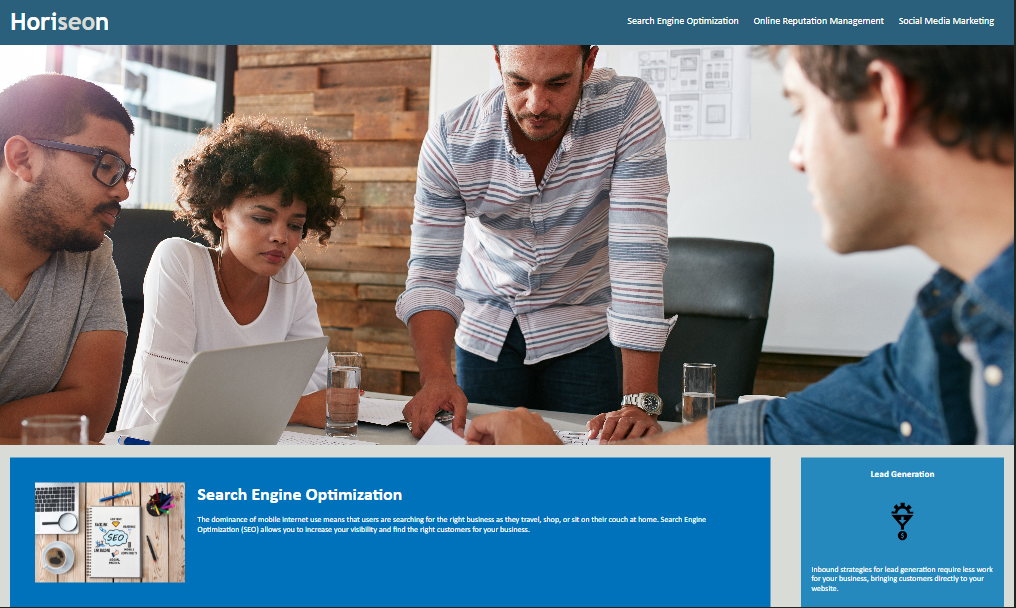 Horiseon
Search Engine Optimization Online Reputation Management Social Media Marketing
Search Engine Optimization
The dominance of mobile internet use means that users are searching for the right business as they travel, shop, or sit on their couch at home. Search Engine
Optimization (SEO) allows you to increase your visibility and find the right customers for your business.
SEO
Lead Generation
Inbound strategies for lead generation require less work
for your business, bringing customers directly to your
website.